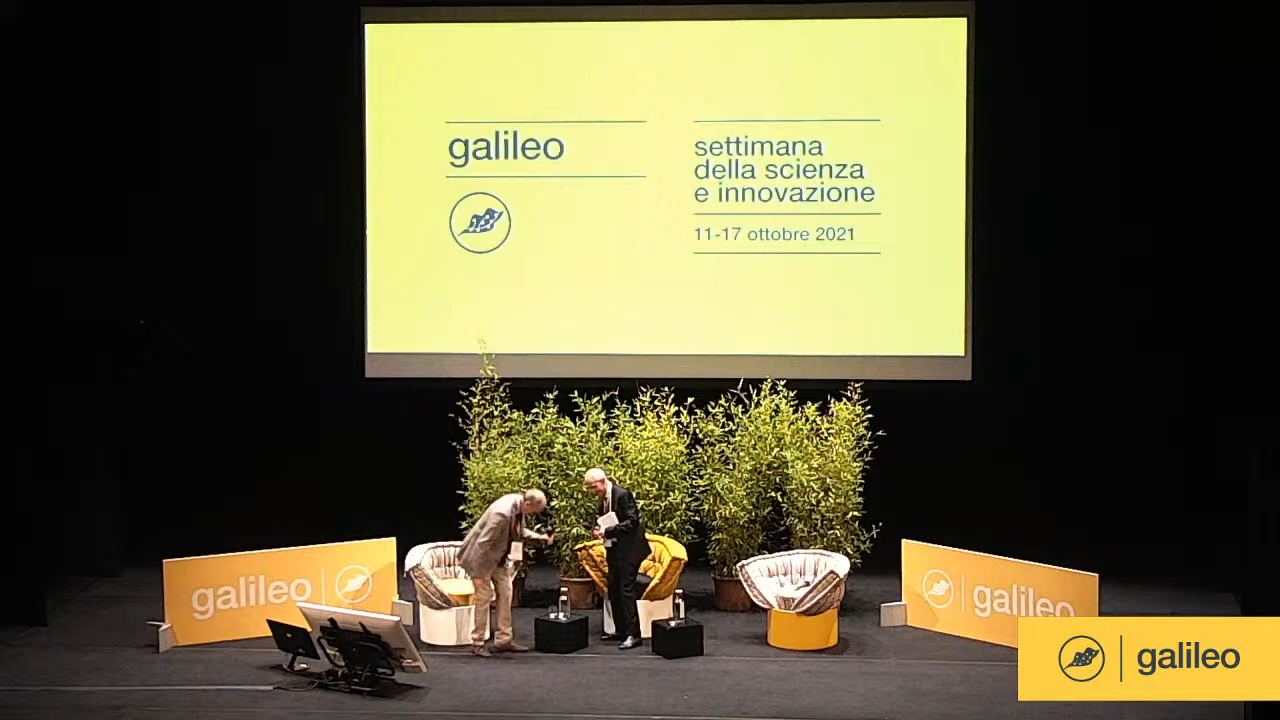 galileo
settimana
della scienza
e innovazione
11-17 ottobre 2021
galileo
galileo
galileo